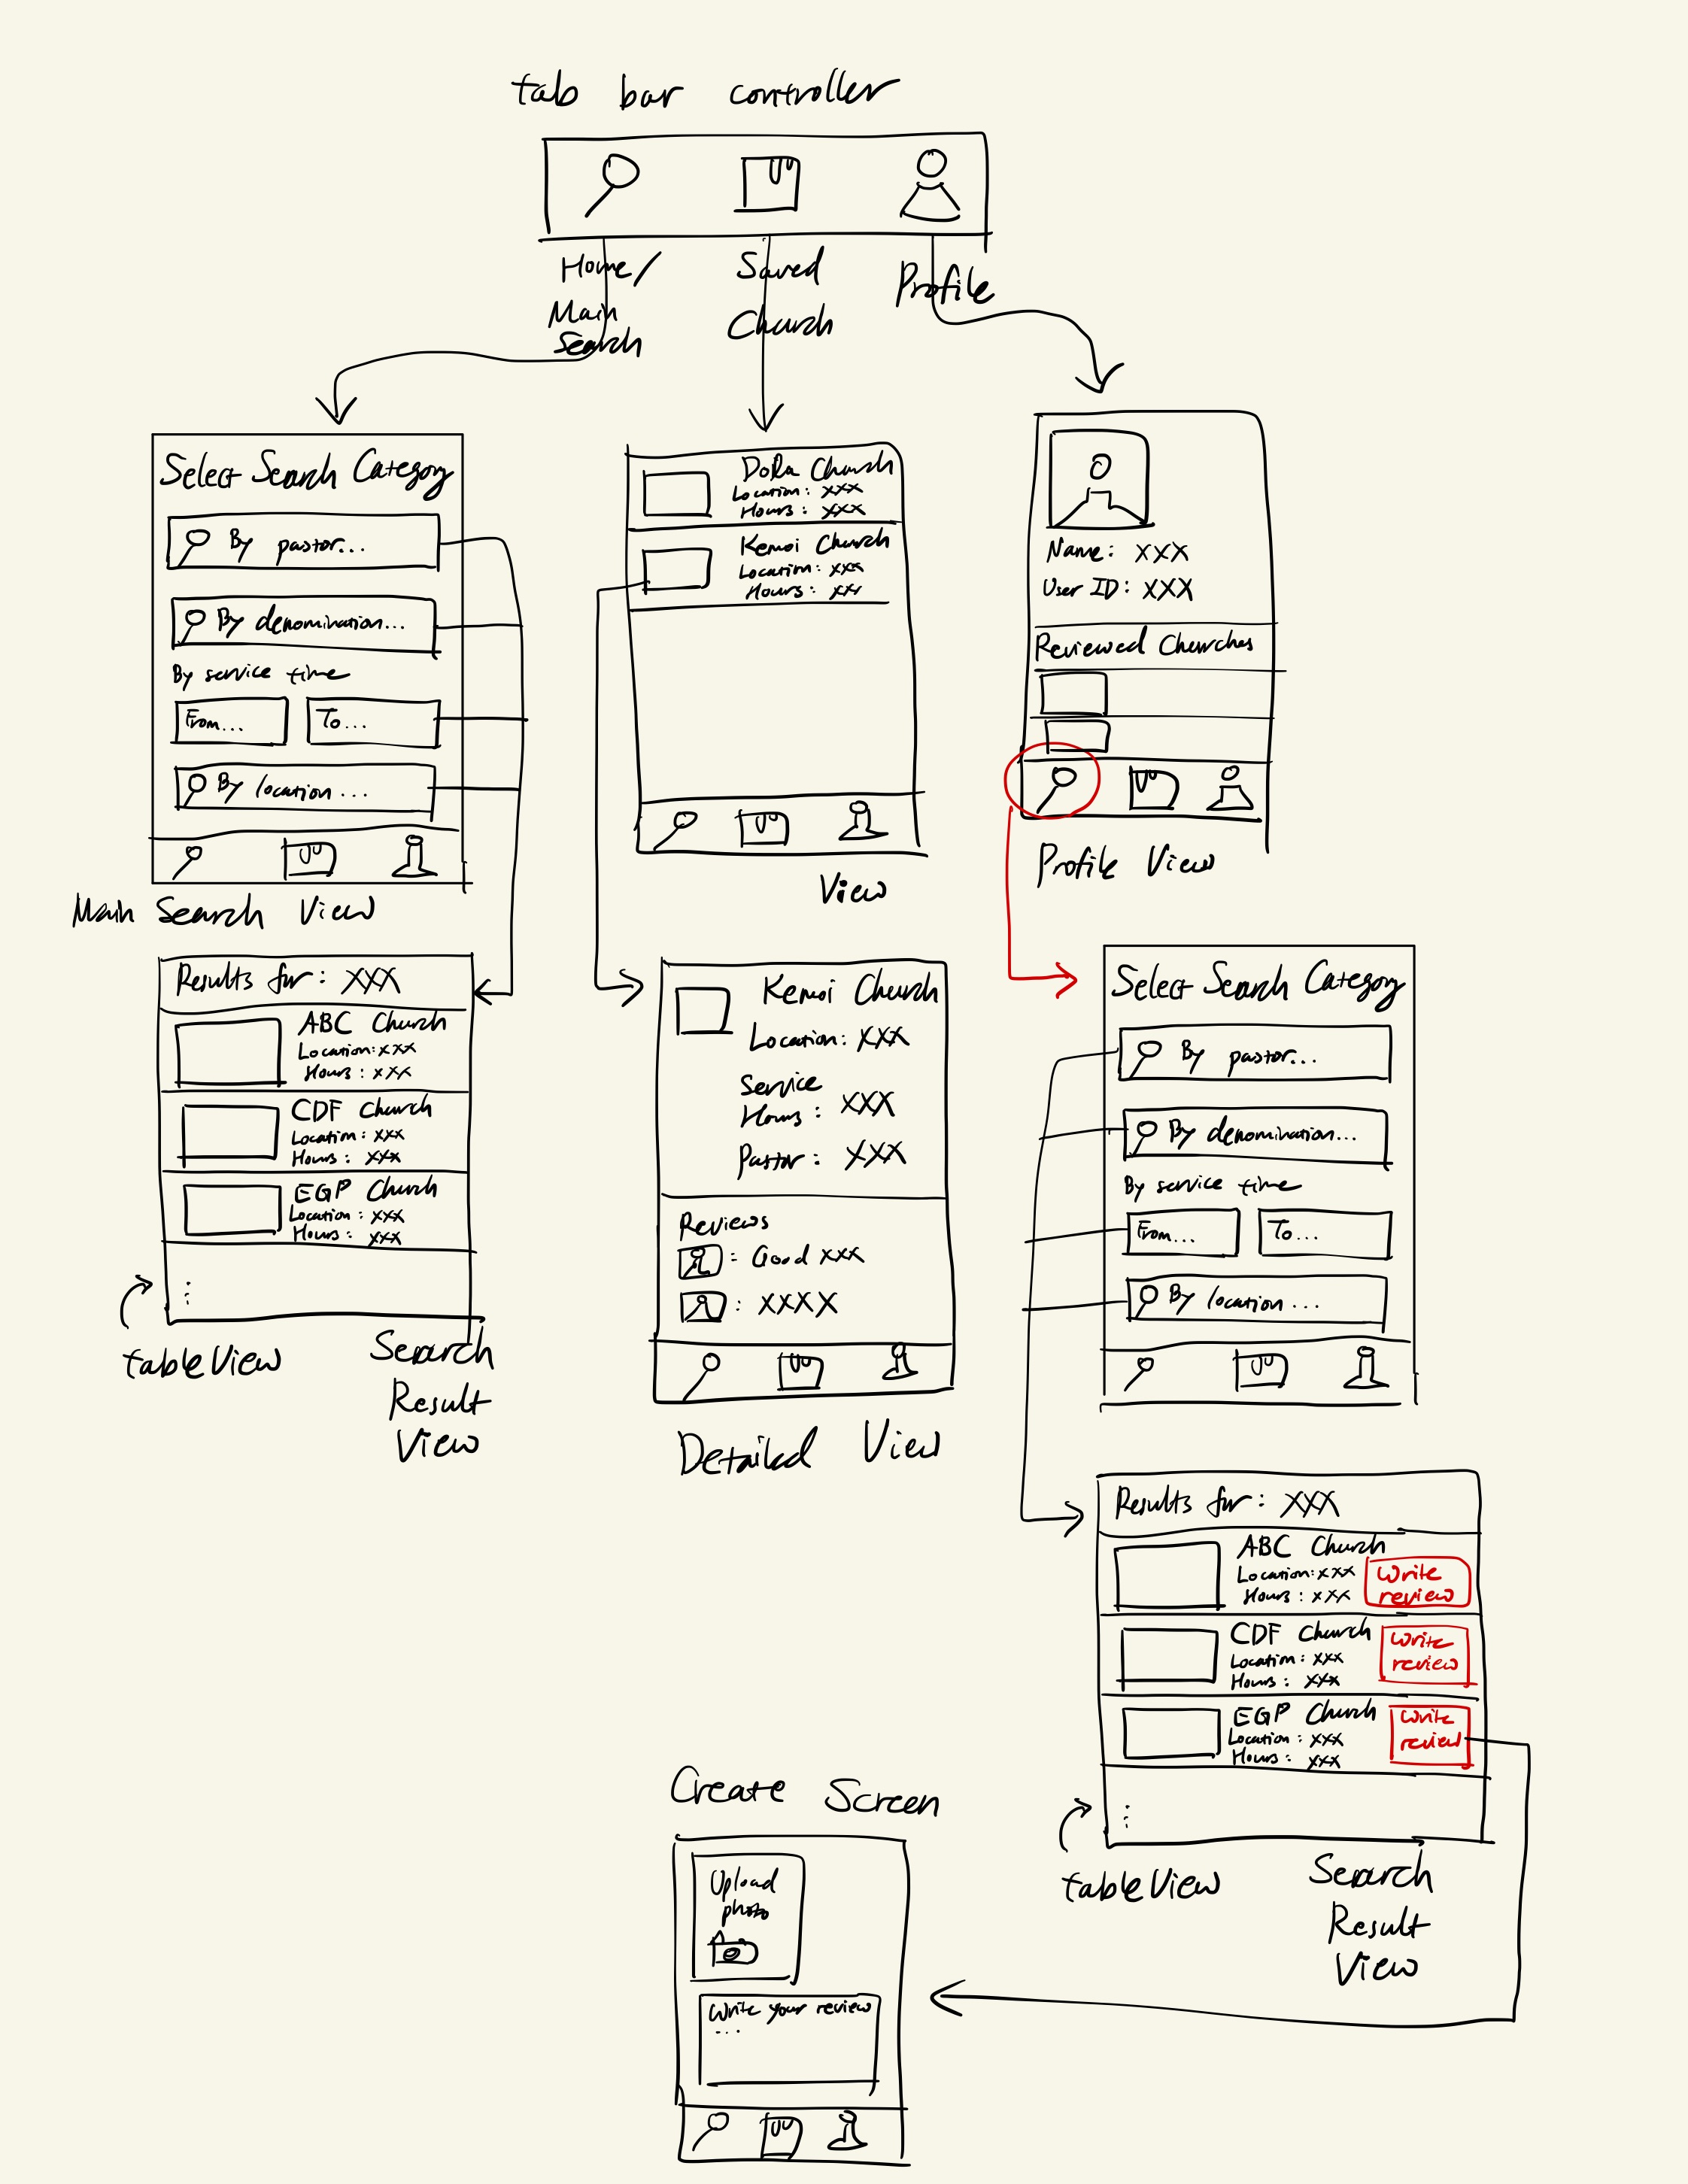 tab bar controller
Home/
Main
Search
Saved
Church
Profile
Select Search Category
By pastor...
By denomination...
By service time
From...
To...
By location ...
Main Search View
Location: xxx
Hours: xxx
Kemoi Church
Location: xxx
Hours: xxx
View
Name: XXX
User ID: XXX
Reviewed Churches
Profile View
Results for: XXX
ABC Church
Location: xxx
Hours: xxx
CDF Church
Location: xxx
Hours: xxx
EGP Church
Location: xxx
Hours: xxx
:
tableView
Search
Result
View
Kemoi Church
Location: XXX
Service
Hours: XXX
Pastor: XXX
Reviews
: Good xxx
: XXXX
Detailed View
Select Search Category
By pastor...
By denomination...
By service time
From...
To...
By location ...
Results for: XXX
ABC Church
Location: xxx
Hours: xxx
Write
review
CDF Church
Location: xxx
Hours: xxx
Write
review
EGP Church
Location: xxx
Hours: xxx
Write
review
:
tableView
Search
Result
View
Create Screen
Upload
photo
Write your review
...